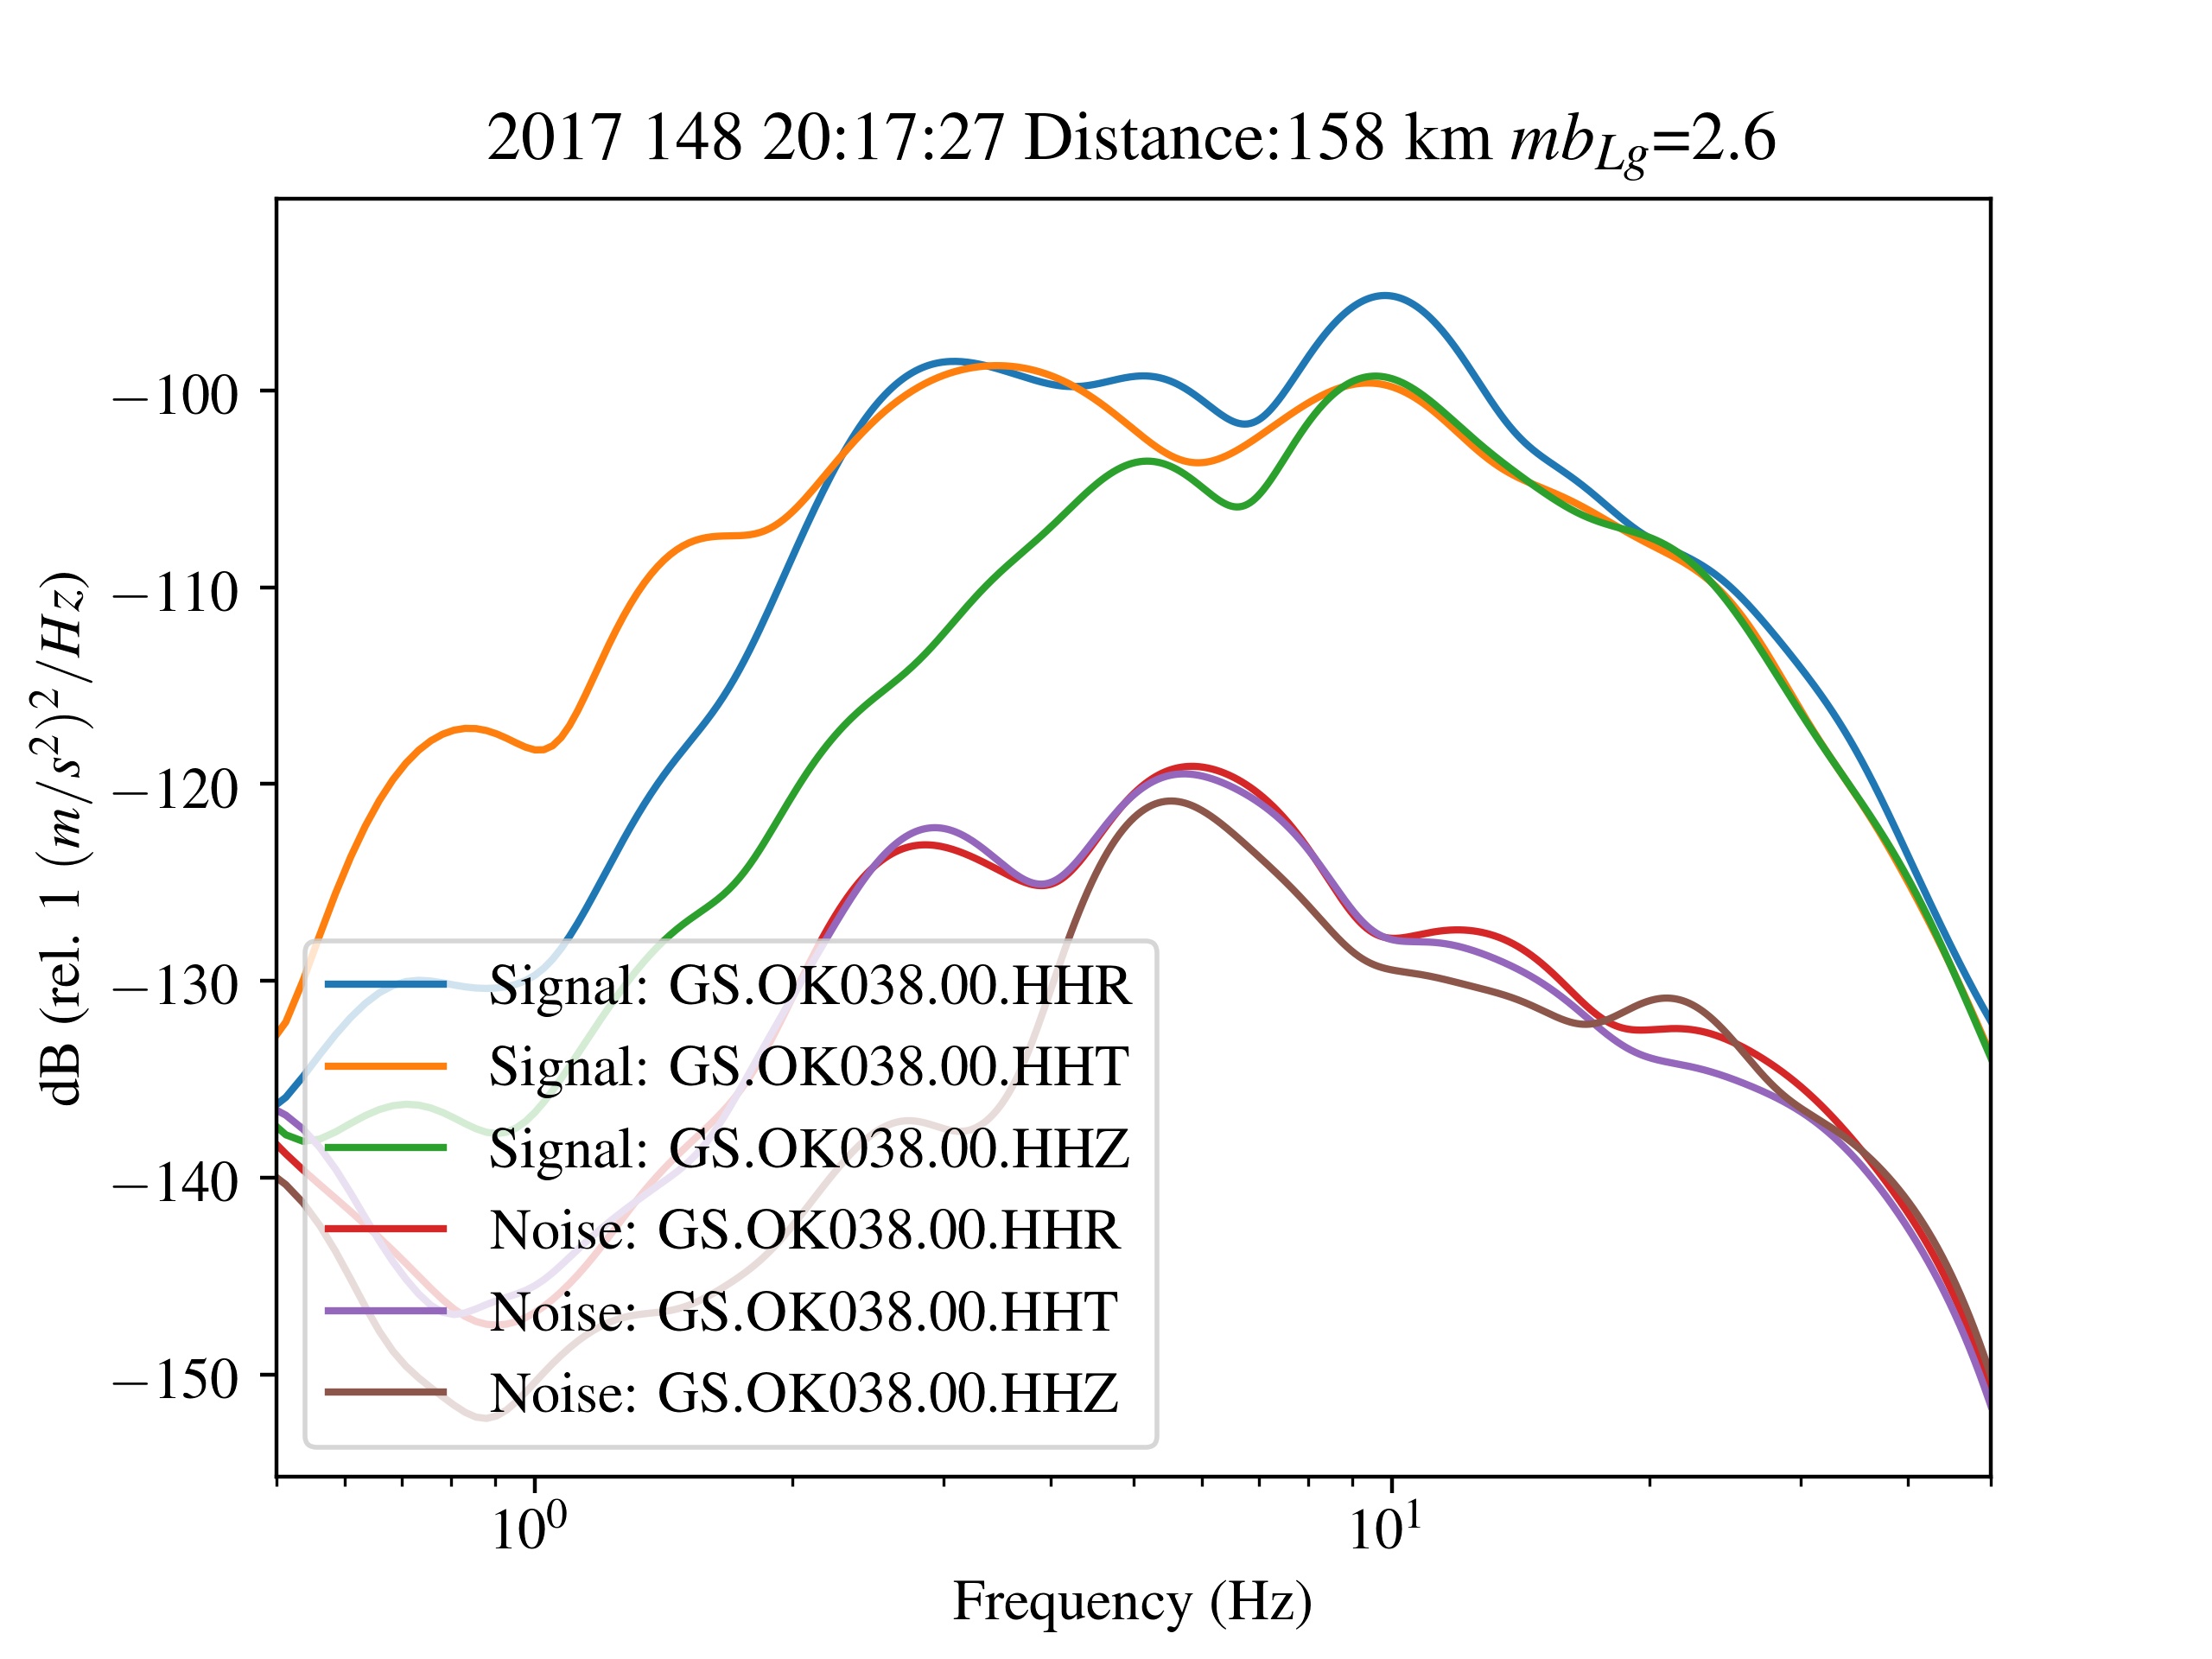 2017 148 20:17:27 Distance:158 km mb_Lg=2.6
dB (rel. 1 (m/s²)²/Hz)
−100
−110
−120
−130
−140
−150
Signal: GS.OK038.00.HHR
Signal: GS.OK038.00.HHT
Signal: GS.OK038.00.HHZ
Noise: GS.OK038.00.HHR
Noise: GS.OK038.00.HHT
Noise: GS.OK038.00.HHZ
10⁰ 10¹
Frequency (Hz)